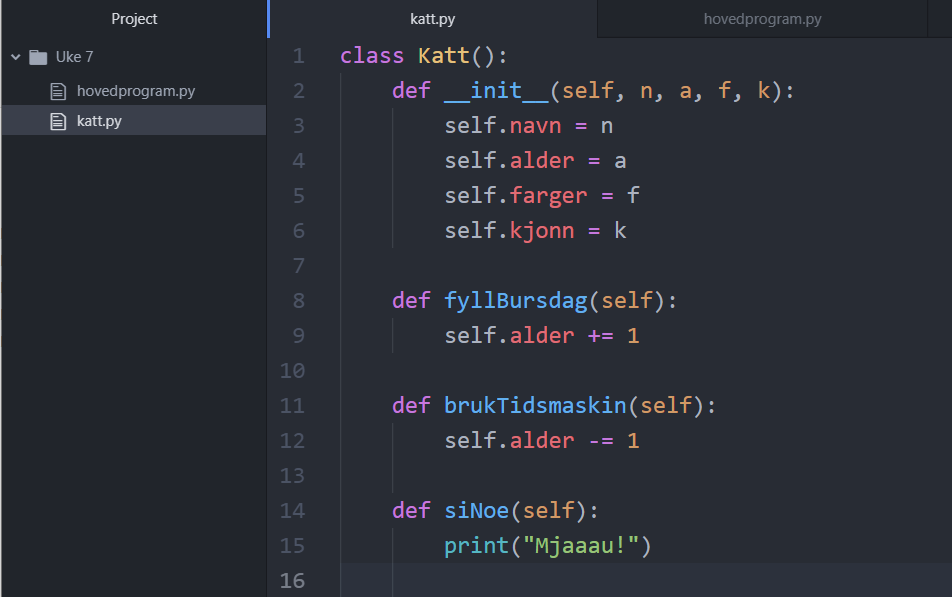 Project
Uke 7
hovedprogram.py
katt.py
katt.py
hovedprogram.py
1 class Katt():
2     def __init__(self, n, a, f, k):
3         self.navn = n
4         self.alder = a
5         self.farger = f
6         self.kjonn = k
7
8     def fyllBursdag(self):
9         self.alder += 1
10
11     def brukTidsmaskin(self):
12         self.alder -= 1
13
14     def siNoe(self):
15         print("Mjaaau!")
16